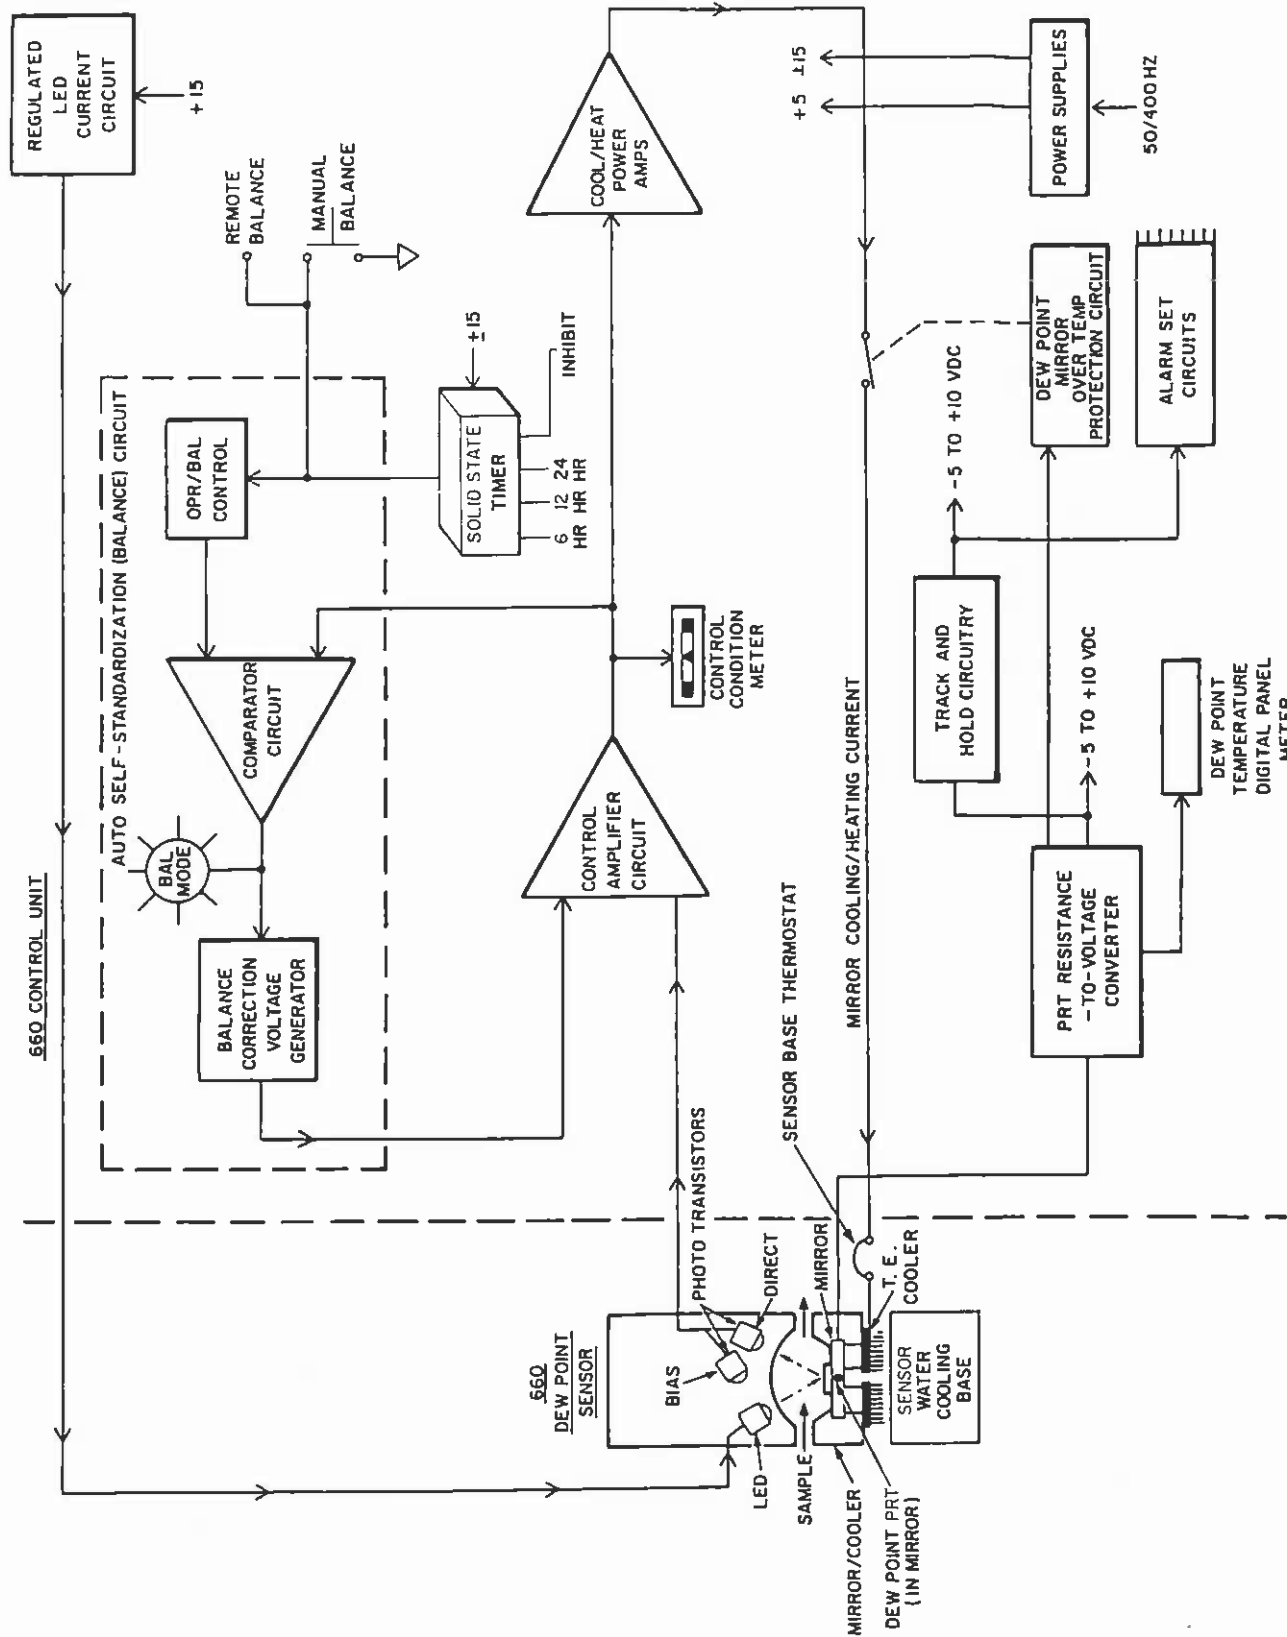 660 CONTROL UNIT
REGULATED
LED
CURRENT
CIRCUIT
+15
AUTO SELF-STANDARDIZATION (BALANCE) CIRCUIT
BAL
MODE
BALANCE
CORRECTION
VOLTAGE
GENERATOR
COMPARATOR
CIRCUIT
OPR/BAL
CONTROL
REMOTE
BALANCE
MANUAL
BALANCE
SOLID STATE
TIMER
±15
6
HR
12
HR
24
HR
INHIBIT
CONTROL
AMPLIFIER
CIRCUIT
CONTROL
CONDITION
METER
COOL/HEAT
POWER
AMPS
660
DEW POINT
SENSOR
PHOTO TRANSISTORS
BIAS
DIRECT
LED
SAMPLE
MIRROR
MIRROR/COOLER
DEW POINT PRT
(IN MIRROR)
T. E.
COOLER
SENSOR
WATER
COOLING
BASE
SENSOR BASE THERMOSTAT
MIRROR COOLING/HEATING CURRENT
PRT RESISTANCE
-TO-VOLTAGE
CONVERTER
-5 TO +10 VDC
DEW POINT
TEMPERATURE
DIGITAL PANEL
METER
TRACK AND
HOLD CIRCUITRY
-5 TO +10 VDC
DEW POINT
MIRROR
OVER TEMP
PROTECTION CIRCUIT
ALARM SET
CIRCUITS
+5 ±15
POWER SUPPLIES
50/400HZ